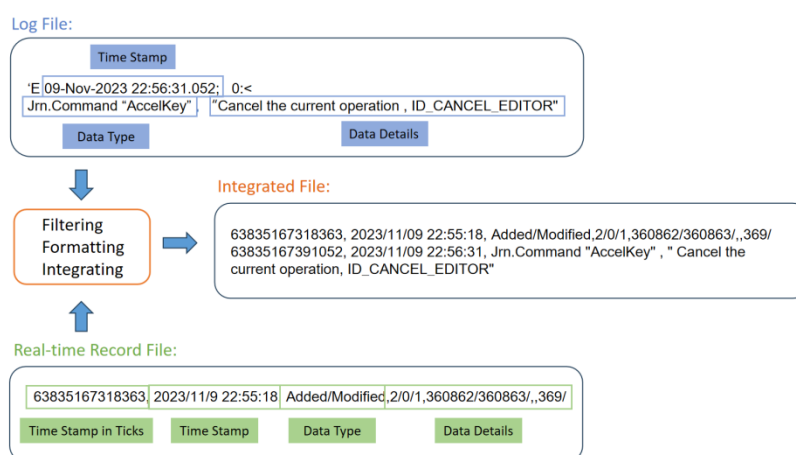 Log File:
Time Stamp
‘E 09-Nov-2023 22:56:31.052; 0:<
Jrn.Command “AccelKey” , “Cancel the current operation , ID_CANCEL_EDITOR"
Data Type
Data Details
Filtering
Formatting
Integrating
Integrated File:
63835167318363, 2023/11/09 22:55:18, Added/Modified,2/0/1,360862/360863/,,369/
63835167391052, 2023/11/09 22:56:31, Jrn.Command "AccelKey" , " Cancel the
current operation, ID_CANCEL_EDITOR"
Real-time Record File:
63835167318363, 2023/11/9 22:55:18 Added/Modified,2/0/1,360862/360863/,,369/
Time Stamp in Ticks
Time Stamp
Data Type
Data Details